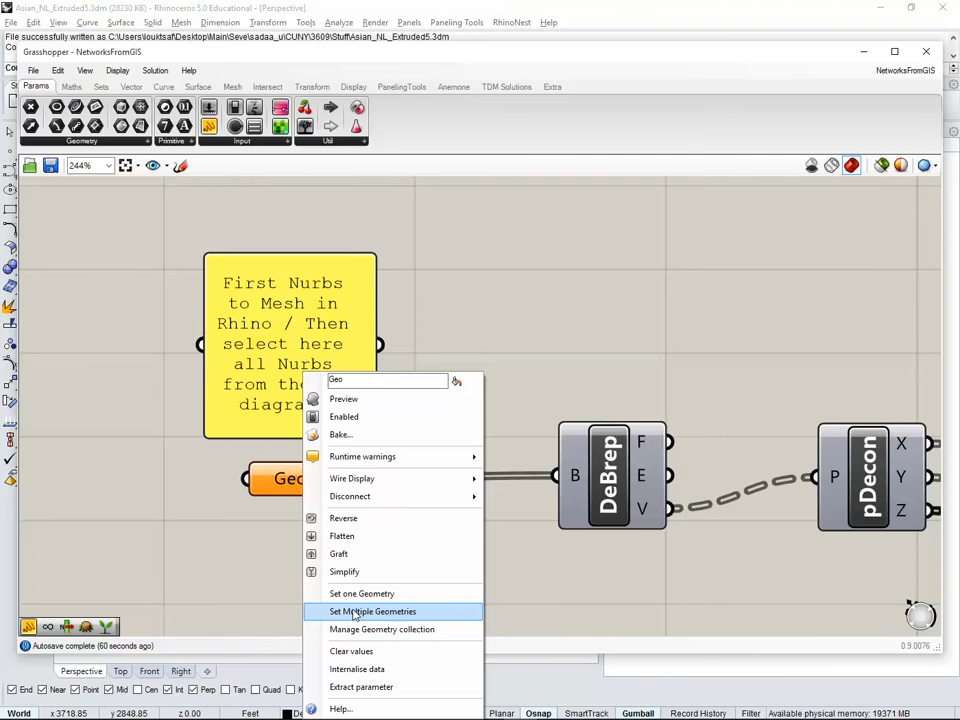 Asian_NL_Extruded5.3dm (28230 KB) - Rhinoceros 5.0 Educational - [Perspective]
File Edit View Curve Surface Solid Mesh Dimension Transform Tools Analyze Render Panels Paneling Tools RhinoNest Help
File successfully written as C:\Users\louktsaf\Desktop\Main\Seve\sadaa_u\CUNY\3609\Stuff\Asian_NL_Extruded5.3dm
Grasshopper - NetworksFromGIS
File Edit View Display Solution Help
NetworksFromGIS
Params Maths Sets Vector Curve Surface Mesh Intersect Transform Display PanelingTools Anemone TDM Solutions Extra
Geometry Primitive Input Util
244%
First Nurbs
to Mesh in
Rhino / Then
select here
all Nurbs
from the
diagra
Geo
Preview
Enabled
Bake...
Runtime warnings
Wire Display
Disconnect
Reverse
Flatten
Graft
Simplify
Set one Geometry
Set Multiple Geometries
Manage Geometry collection
Clear values
Internalise data
Extract parameter
Help...
Geo
B DeBrep F E V
P pDecon X Y Z
Autosave complete (60 seconds ago)
0.9.0076
Perspective Top Front Right
End Near Point Mid Cen Int Perp Tan Quad
World x 3718.85 y 2848.85 z 0.00 Feet Planar Osnap SmartTrack Gumball Record History Filter Available physical memory: 19371 MB